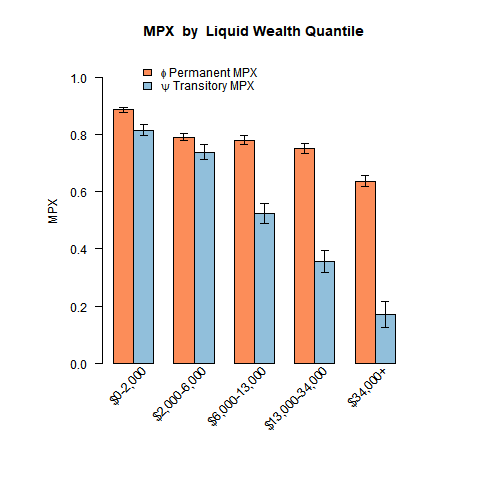 MPX by Liquid Wealth Quantile
ϕ Permanent MPX
ψ Transitory MPX
MPX
1.0
0.8
0.6
0.4
0.2
0.0
$0-2,000
$2,000-6,000
$6,000-13,000
$13,000-34,000
$34,000+